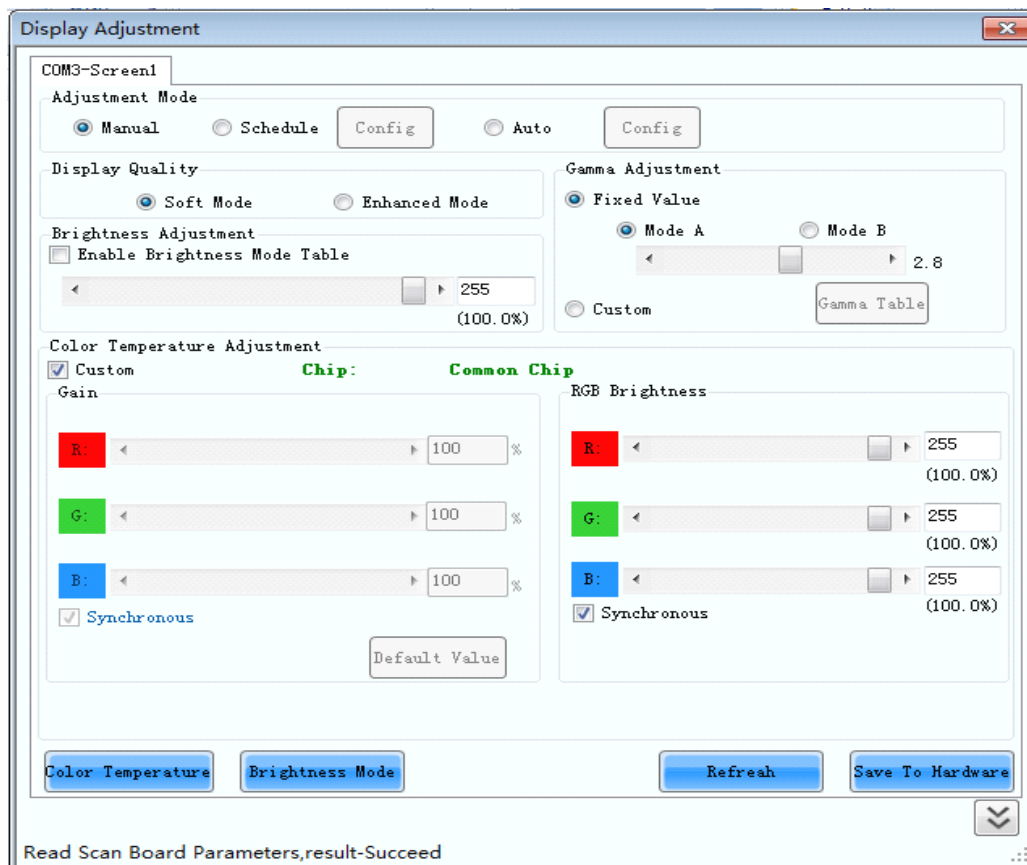 Display Adjustment
COM3-Screen1
Adjustment Mode
Manual Schedule Config Auto Config
Display Quality
Soft Mode Enhanced Mode
Gamma Adjustment
Fixed Value
Mode A Mode B
2.8
Custom Gamma Table
Brightness Adjustment
Enable Brightness Mode Table
255
(100.0%)
Color Temperature Adjustment
Custom Chip: Common Chip
Gain
R: 100 %
G: 100 %
B: 100 %
Synchronous
Default Value
RGB Brightness
R: 255
(100.0%)
G: 255
(100.0%)
B: 255
(100.0%)
Synchronous
Color Temperature Brightness Mode Refreah Save To Hardware
Read Scan Board Parameters,result-Succeed